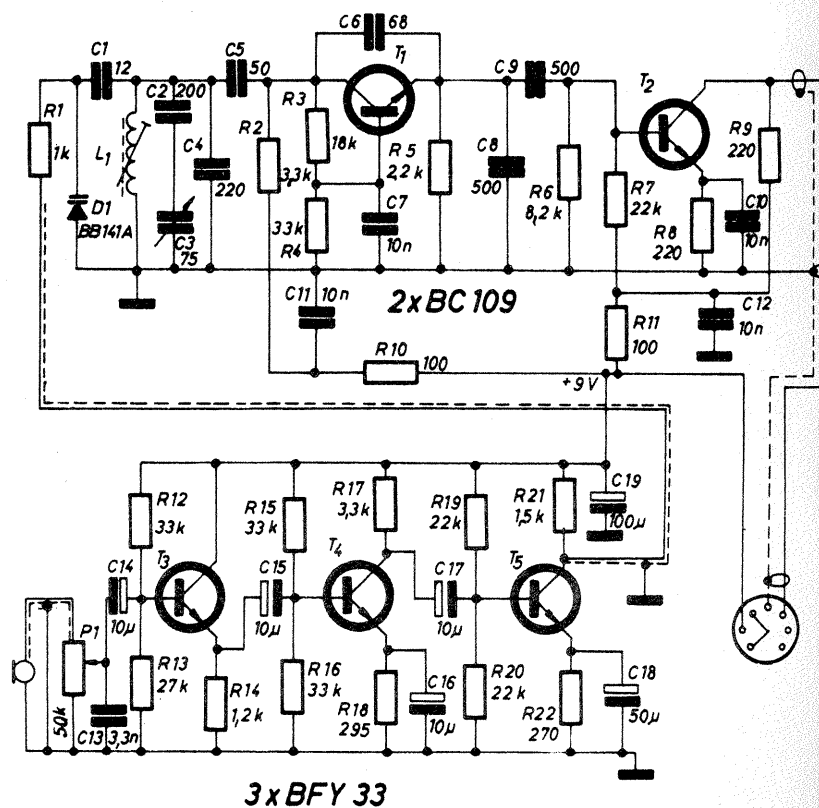 C6 68
C1 12
C5 50
T1
C9 500
T2
C2 200
R1 1k
L1
C4 220
R2 3,3k
R3 18k
R5 2,2k
C8 500
R6 8,2k
R7 22k
R9 220
D1 BB141A
C3 75
33k R4
C7 10n
R8 220
C10 10n
C11 10n
2xBC109
R11 100
C12 10n
R10 100
+9V
R12 33k
R15 33k
R17 3,3k
R19 22k
R21 1,5k
C19 100µ
C14 10µ
T3
C15 10µ
T4
C17 10µ
T5
P1 50k
R13 27k
R14 1,2k
R16 33k
R18 295
C16 10µ
R20 22k
R22 270
C18 50µ
C13 3,3n
3xBFY 33